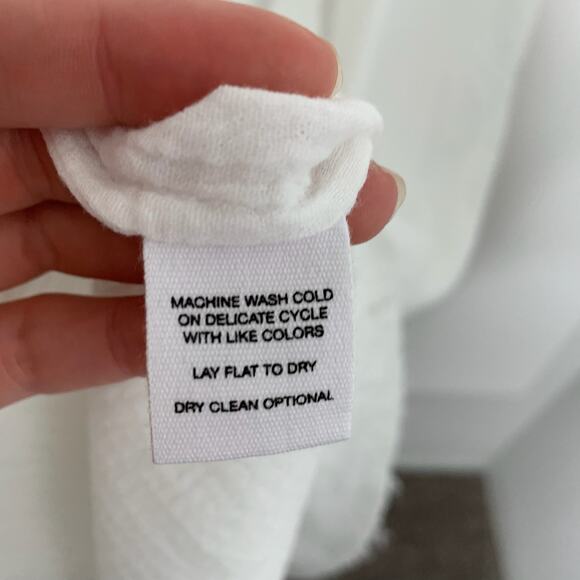 MACHINE WASH COLD
ON DELICATE CYCLE
WITH LIKE COLORS
LAY FLAT TO DRY
DRY CLEAN OPTIONAL